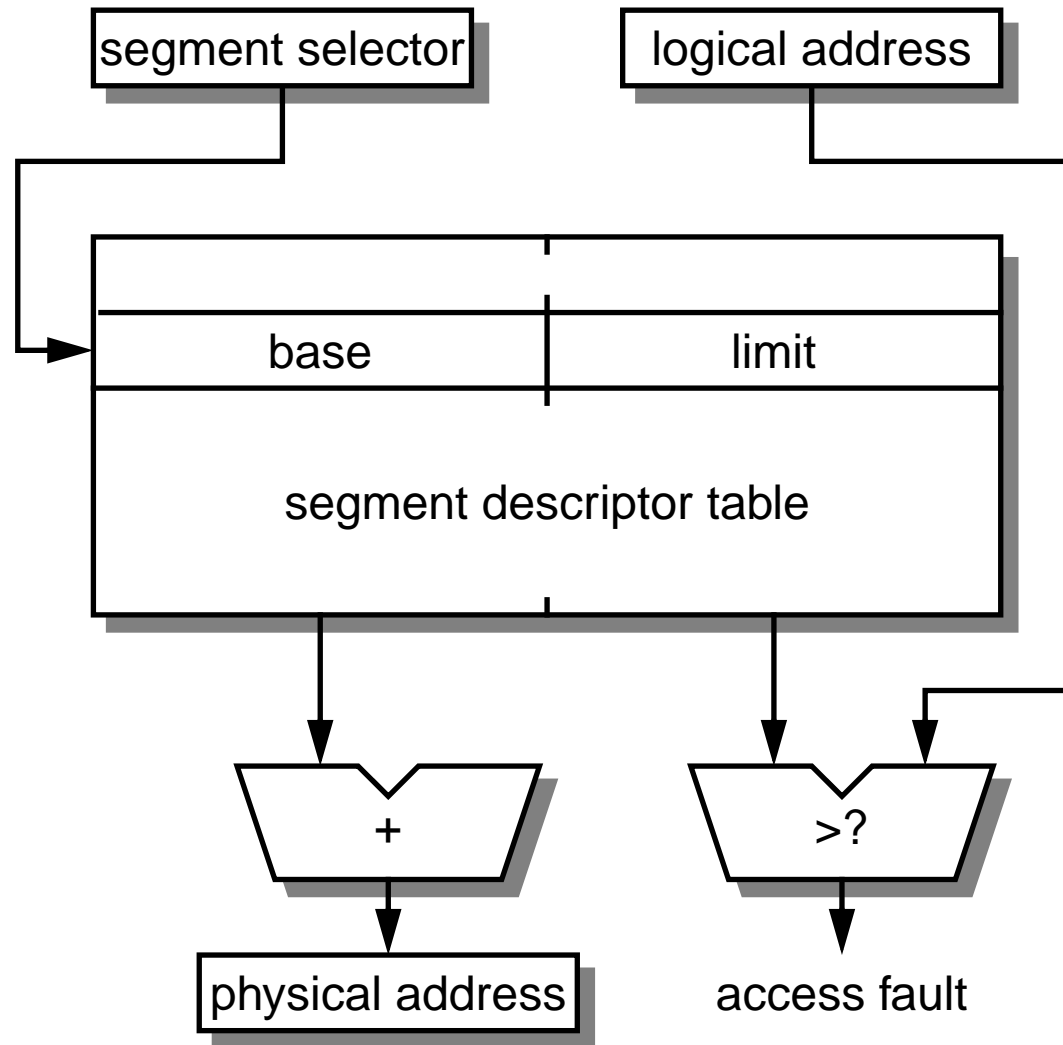 segment selector
logical address
base
limit
segment descriptor table
+
>?
physical address
access fault